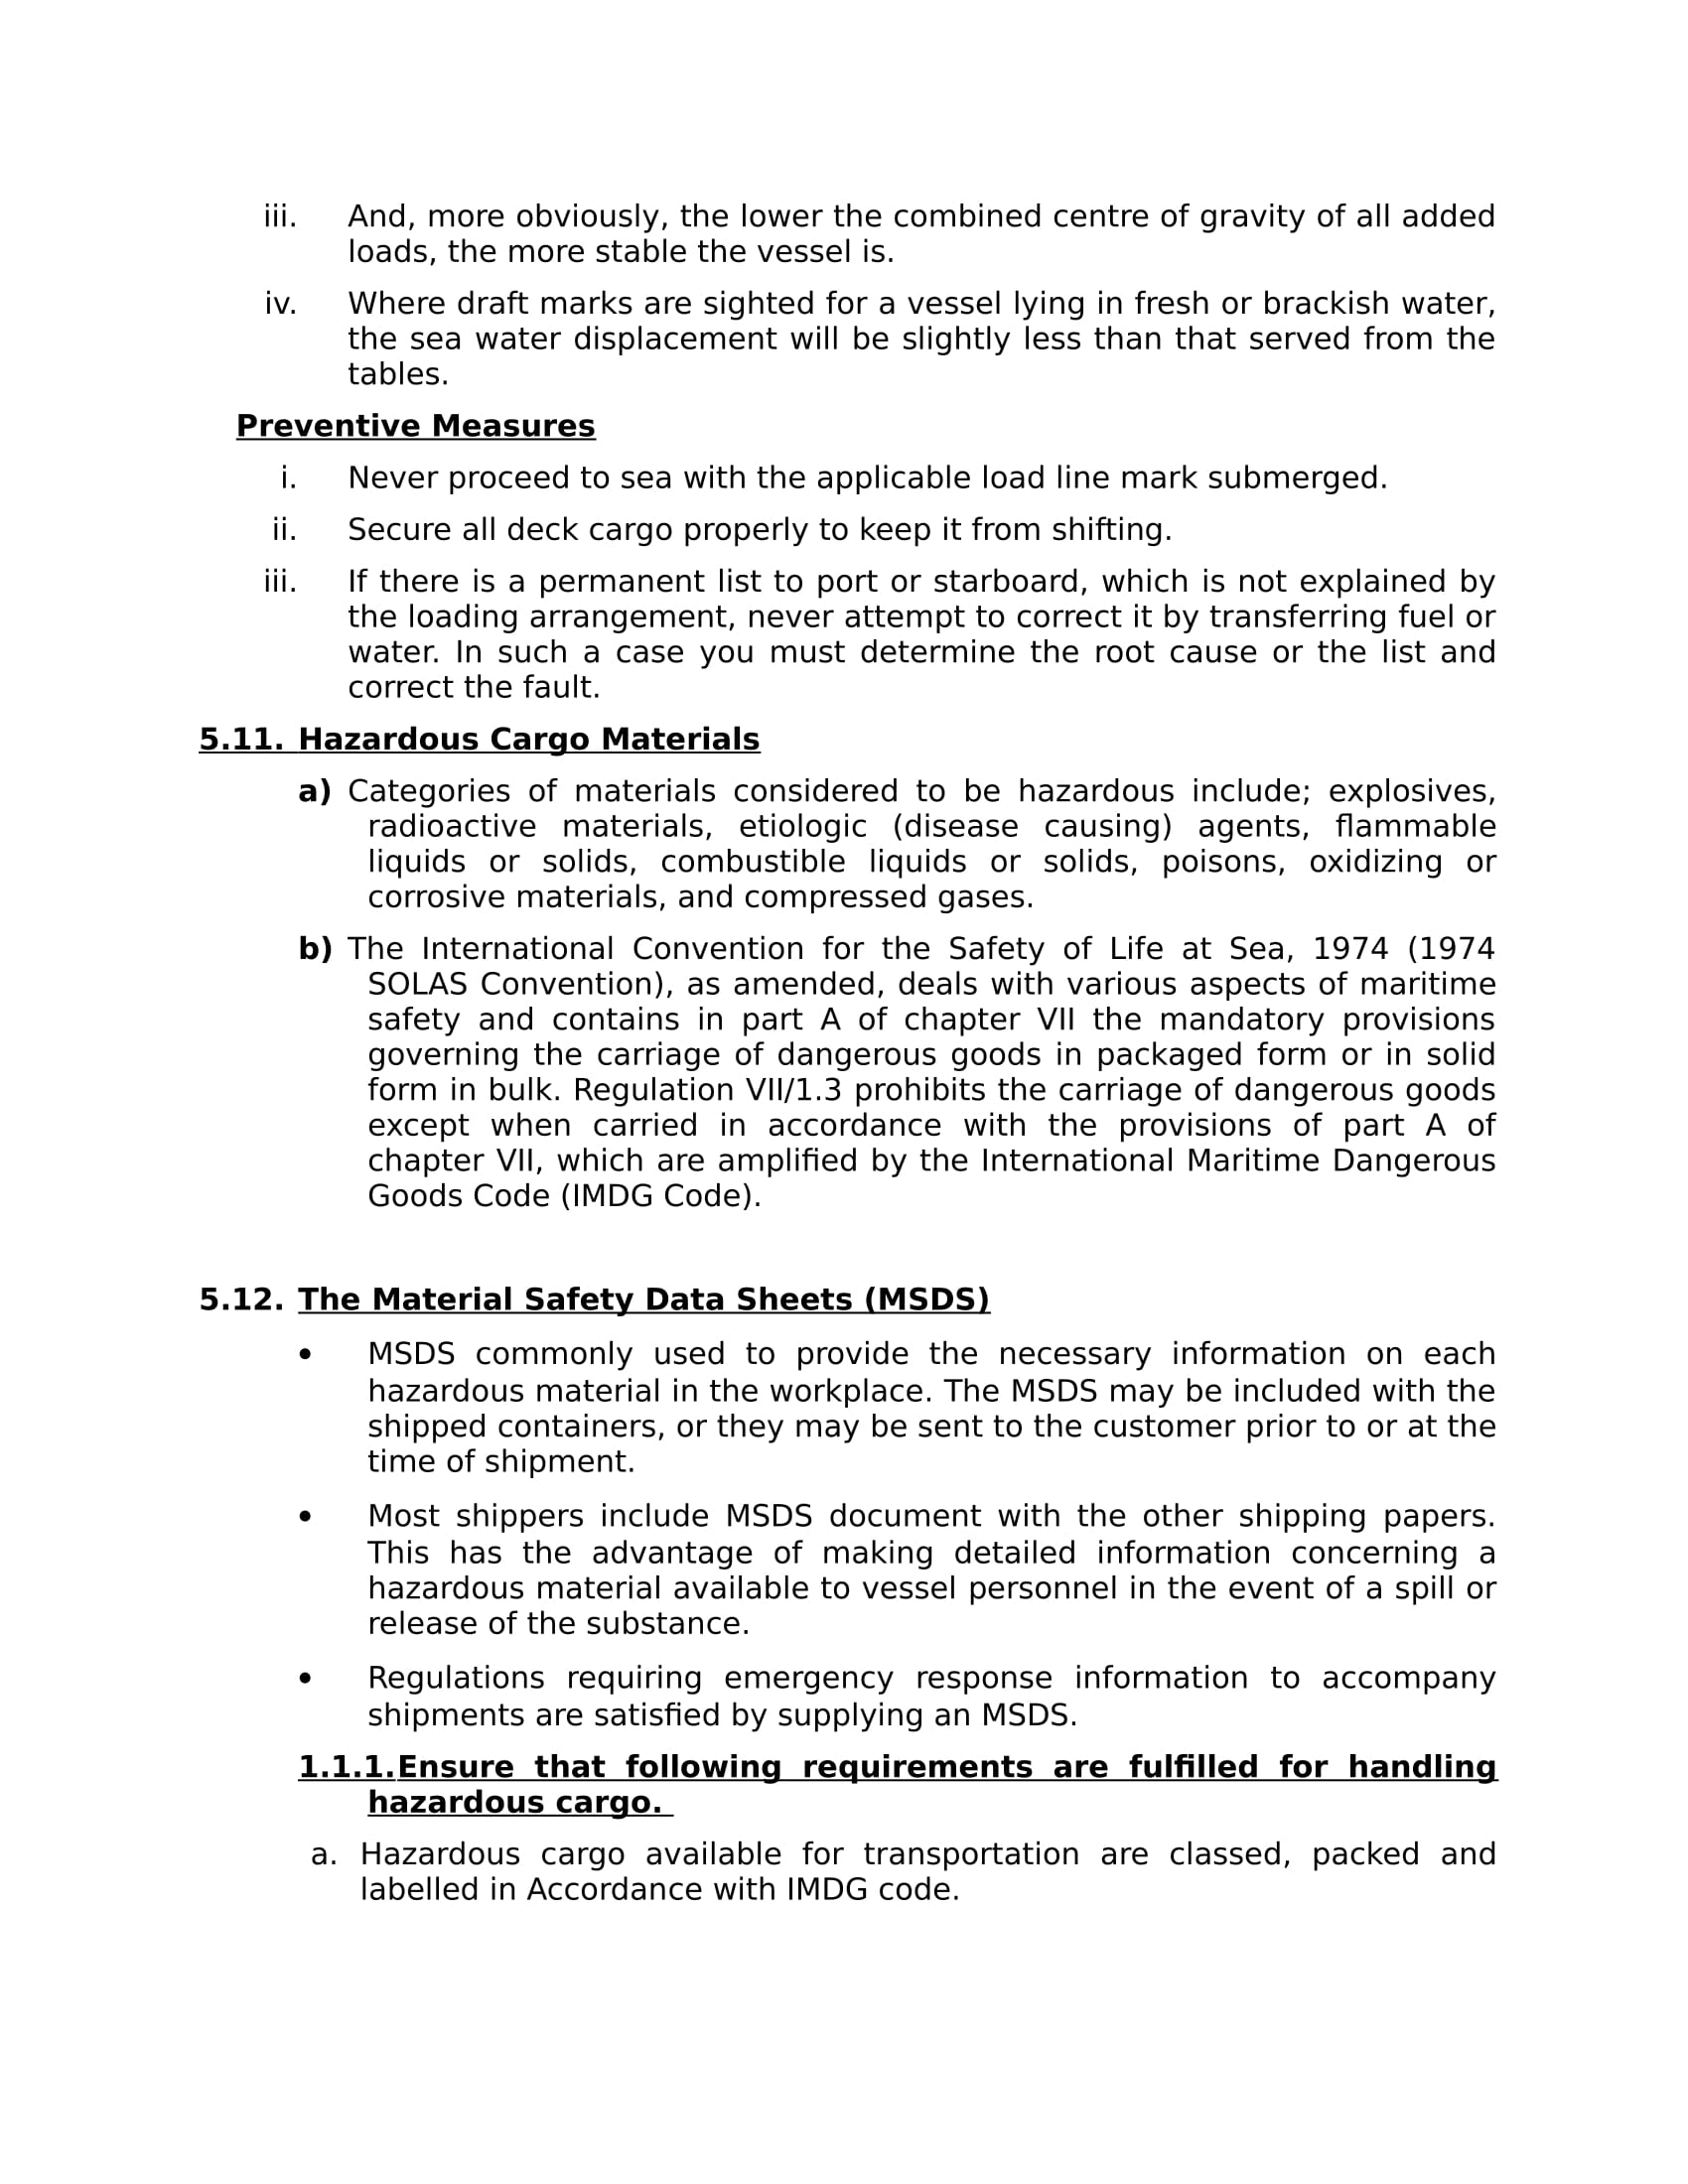 iii. And, more obviously, the lower the combined centre of gravity of all added
loads, the more stable the vessel is.
iv. Where draft marks are sighted for a vessel lying in fresh or brackish water,
the sea water displacement will be slightly less than that served from the
tables.
Preventive Measures
i. Never proceed to sea with the applicable load line mark submerged.
ii. Secure all deck cargo properly to keep it from shifting.
iii. If there is a permanent list to port or starboard, which is not explained by
the loading arrangement, never attempt to correct it by transferring fuel or
water. In such a case you must determine the root cause or the list and
correct the fault.
5.11. Hazardous Cargo Materials
a) Categories of materials considered to be hazardous include; explosives,
radioactive materials, etiologic (disease causing) agents, flammable
liquids or solids, combustible liquids or solids, poisons, oxidizing or
corrosive materials, and compressed gases.
b) The International Convention for the Safety of Life at Sea, 1974 (1974
SOLAS Convention), as amended, deals with various aspects of maritime
safety and contains in part A of chapter VII the mandatory provisions
governing the carriage of dangerous goods in packaged form or in solid
form in bulk. Regulation VII/1.3 prohibits the carriage of dangerous goods
except when carried in accordance with the provisions of part A of
chapter VII, which are amplified by the International Maritime Dangerous
Goods Code (IMDG Code).
5.12. The Material Safety Data Sheets (MSDS)
• MSDS commonly used to provide the necessary information on each
hazardous material in the workplace. The MSDS may be included with the
shipped containers, or they may be sent to the customer prior to or at the
time of shipment.
• Most shippers include MSDS document with the other shipping papers.
This has the advantage of making detailed information concerning a
hazardous material available to vessel personnel in the event of a spill or
release of the substance.
• Regulations requiring emergency response information to accompany
shipments are satisfied by supplying an MSDS.
1.1.1.Ensure that following requirements are fulfilled for handling
hazardous cargo.
a. Hazardous cargo available for transportation are classed, packed and
labelled in Accordance with IMDG code.